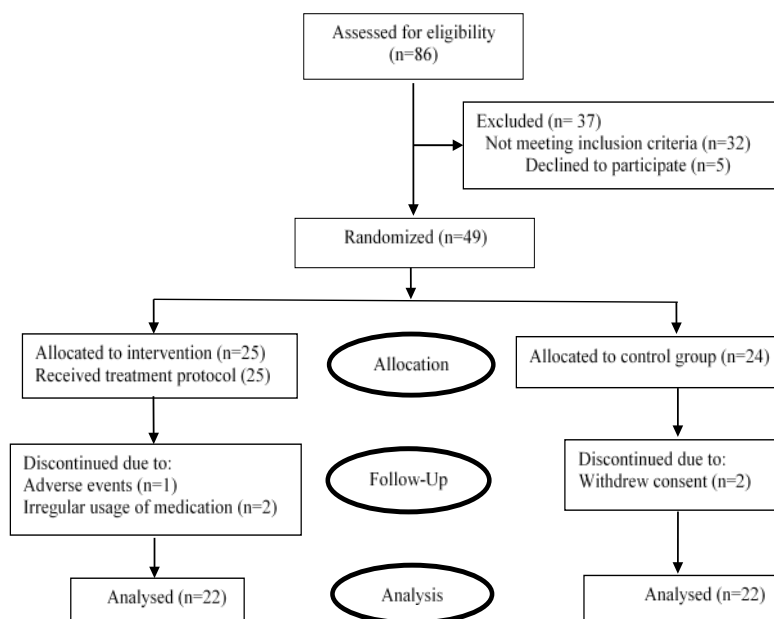 Assessed for eligibility
(n=86)
Excluded (n= 37)
Not meeting inclusion criteria (n=32)
Declined to participate (n=5)
Randomized (n=49)
Allocated to intervention (n=25)
Received treatment protocol (25)
Allocation
Allocated to control group (n=24)
Discontinued due to:
Adverse events (n=1)
Irregular usage of medication (n=2)
Follow-Up
Discontinued due to:
Withdrew consent (n=2)
Analysed (n=22)
Analysis
Analysed (n=22)